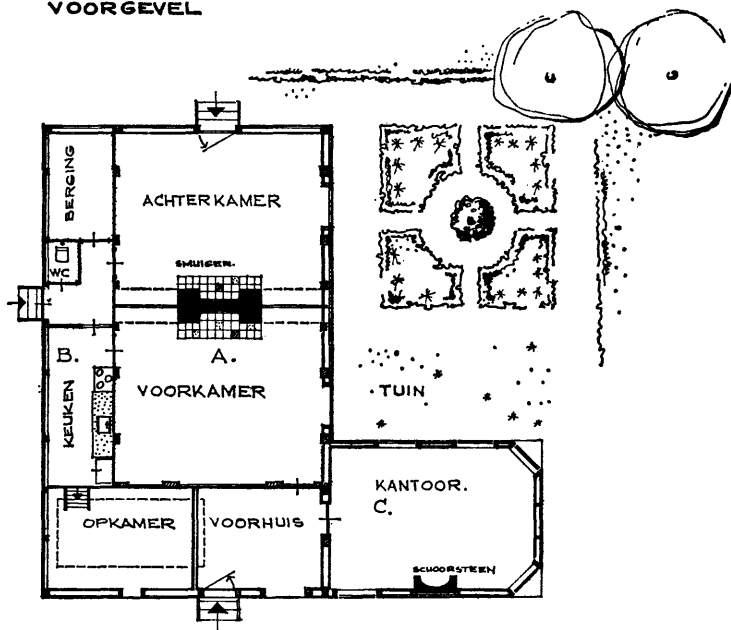 VOORGEVEL
BERGING
ACHTERKAMER
SMUIGER.
WC
B.
A.
KEUKEN
VOORKAMER
TUIN
KANTOOR.
C.
OPKAMER
VOORHUIS
SCHOORSTEEN